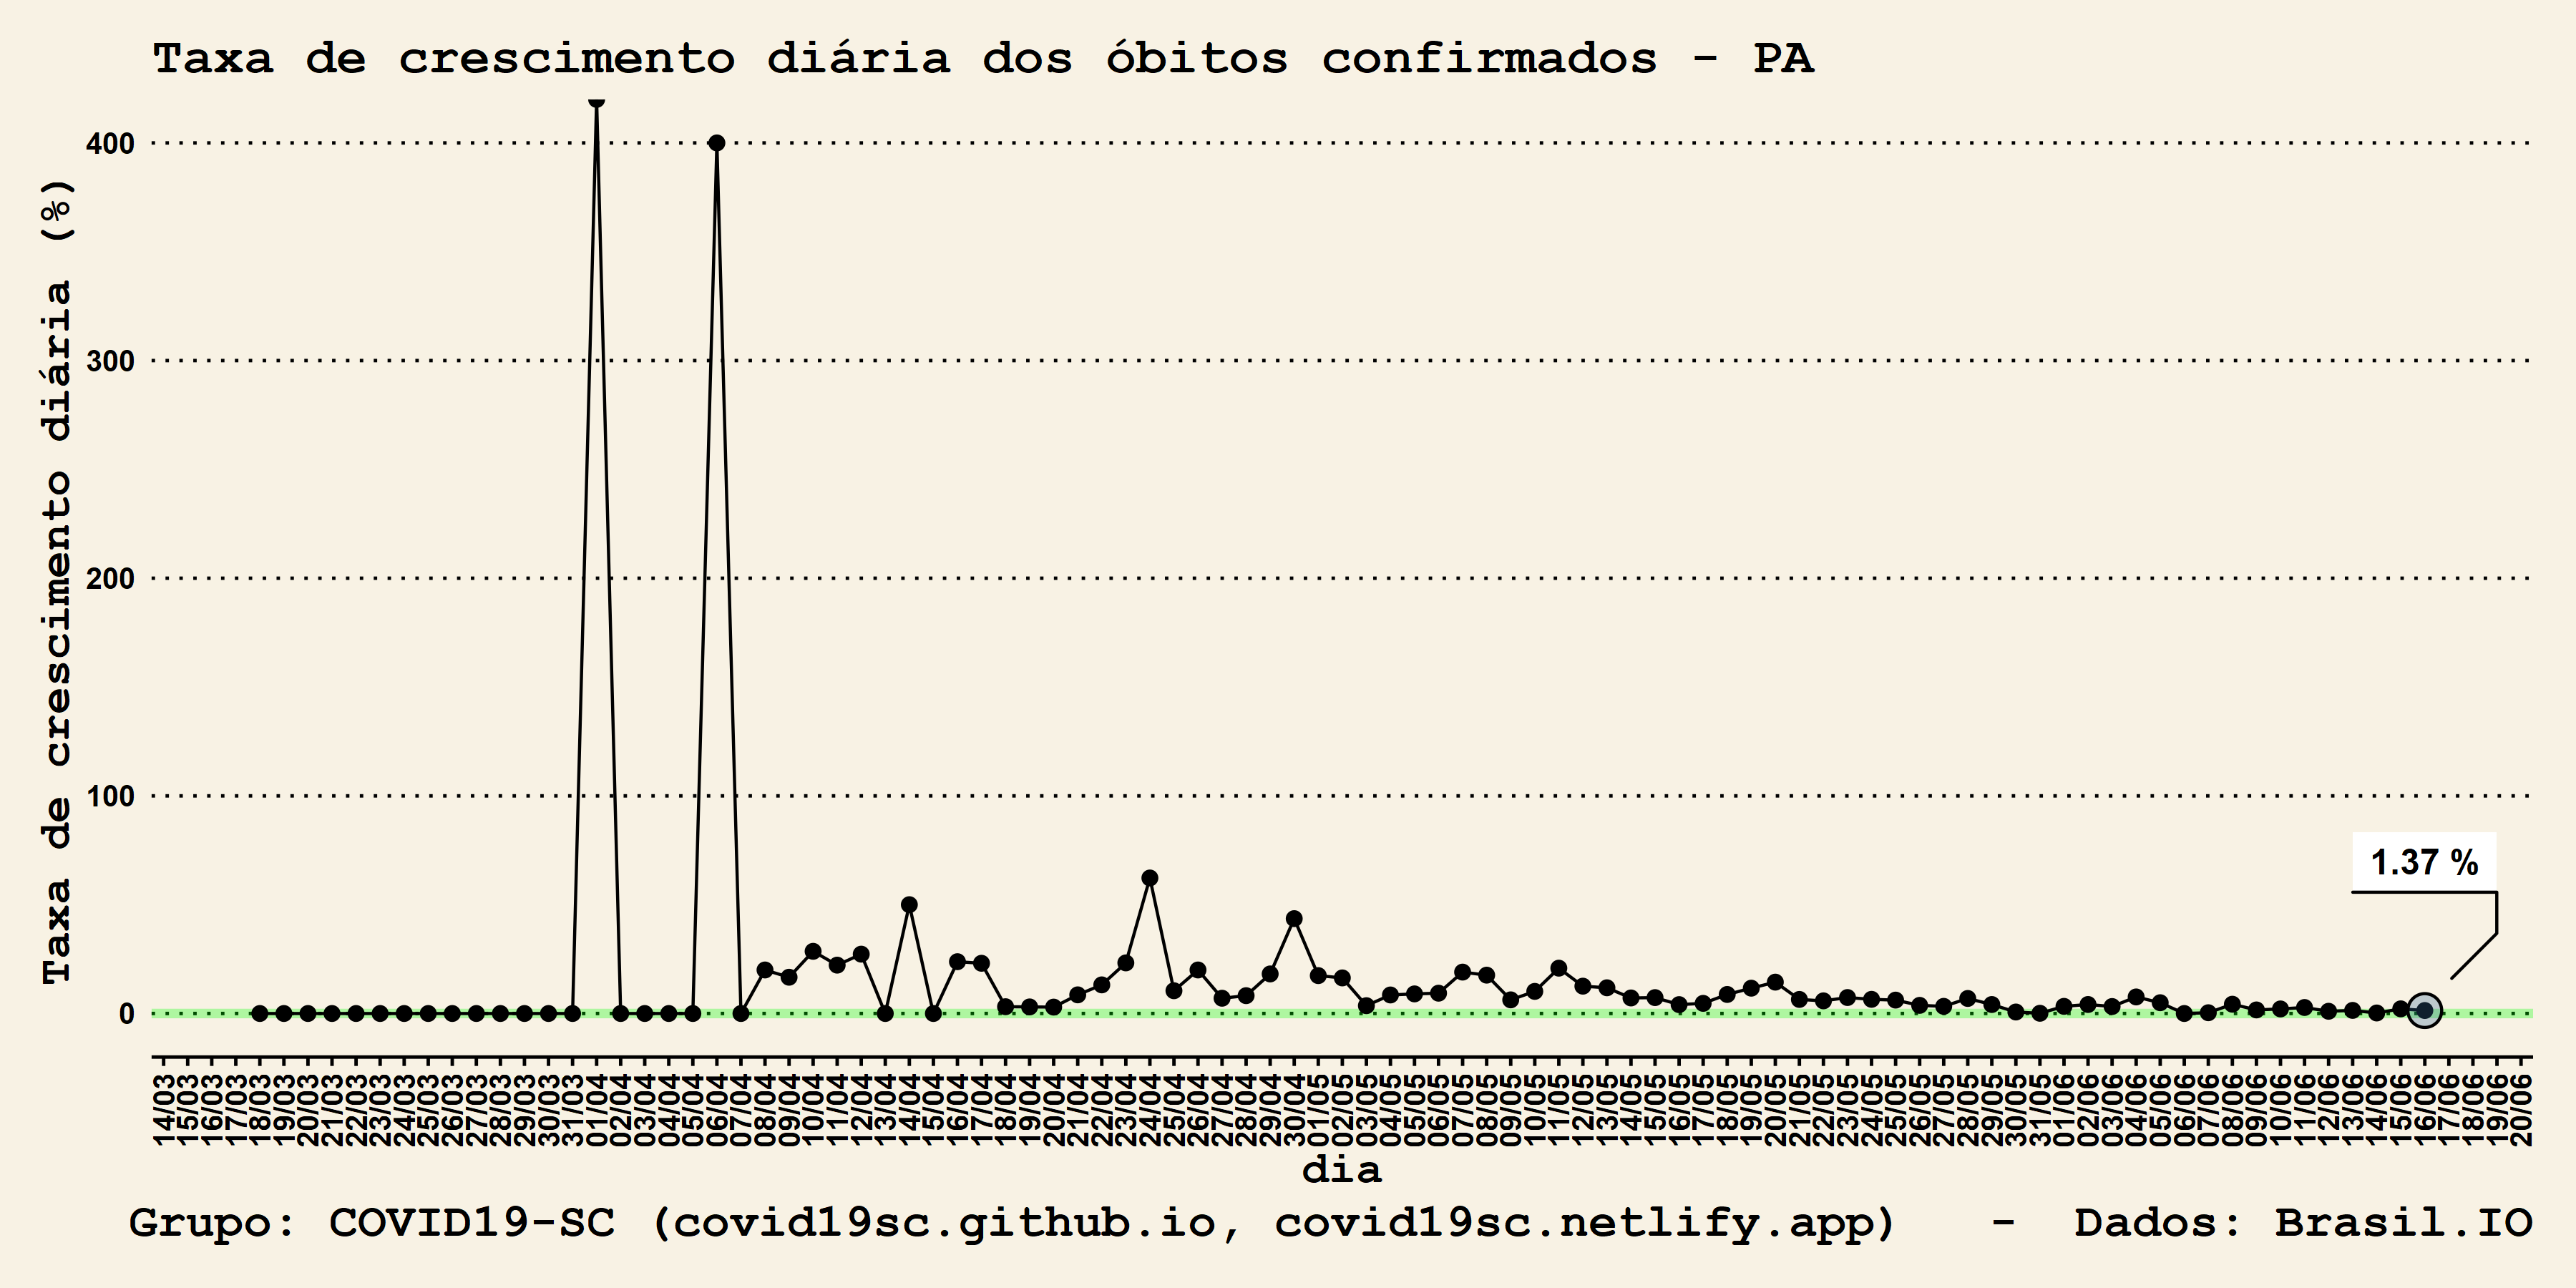 Taxa de crescimento diária dos óbitos confirmados - PA
Taxa de crescimento diária (%)
400
300
200
100
0
1.37 %
14/03 15/03 16/03 17/03 18/03 19/03 20/03 21/03 22/03 23/03 24/03 25/03 26/03 27/03 28/03 29/03 30/03 31/03 01/04 02/04 03/04 04/04 05/04 06/04 07/04 08/04 09/04 10/04 11/04 12/04 13/04 14/04 15/04 16/04 17/04 18/04 19/04 20/04 21/04 22/04 23/04 24/04 25/04 26/04 27/04 28/04 29/04 30/04 01/05 02/05 03/05 04/05 05/05 06/05 07/05 08/05 09/05 10/05 11/05 12/05 13/05 14/05 15/05 16/05 17/05 18/05 19/05 20/05 21/05 22/05 23/05 24/05 25/05 26/05 27/05 28/05 29/05 30/05 31/05 01/06 02/06 03/06 04/06 05/06 06/06 07/06 08/06 09/06 10/06 11/06 12/06 13/06 14/06 15/06 16/06 17/06 18/06 19/06 20/06
dia
Grupo: COVID19-SC (covid19sc.github.io, covid19sc.netlify.app) - Dados: Brasil.IO